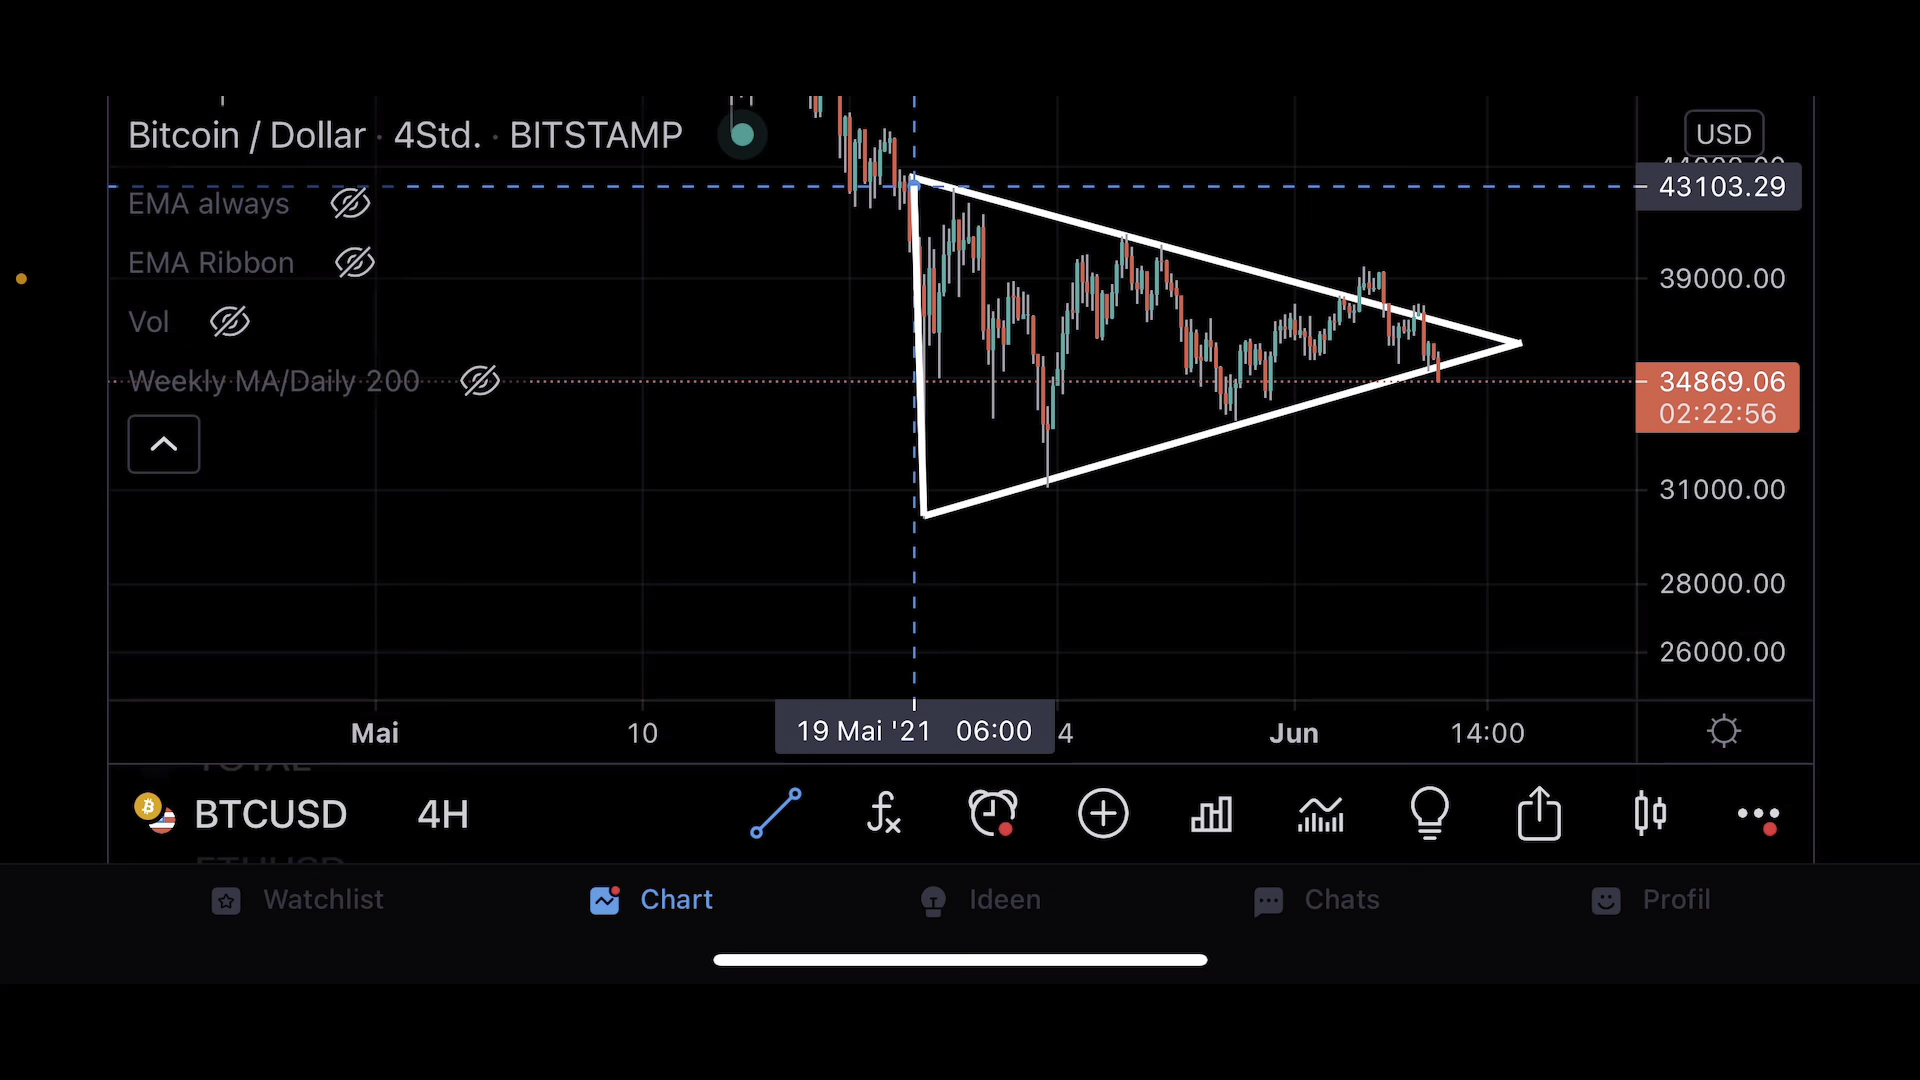 Bitcoin / Dollar · 4Std. · BITSTAMP
USD
43103.29
EMA always
EMA Ribbon
39000.00
Vol
Weekly MA/Daily 200
34869.06
02:22:56
31000.00
28000.00
26000.00
Mai 10 19 Mai '21 06:00 4 Jun 14:00
BTCUSD 4H
Watchlist Chart Ideen Chats Profil